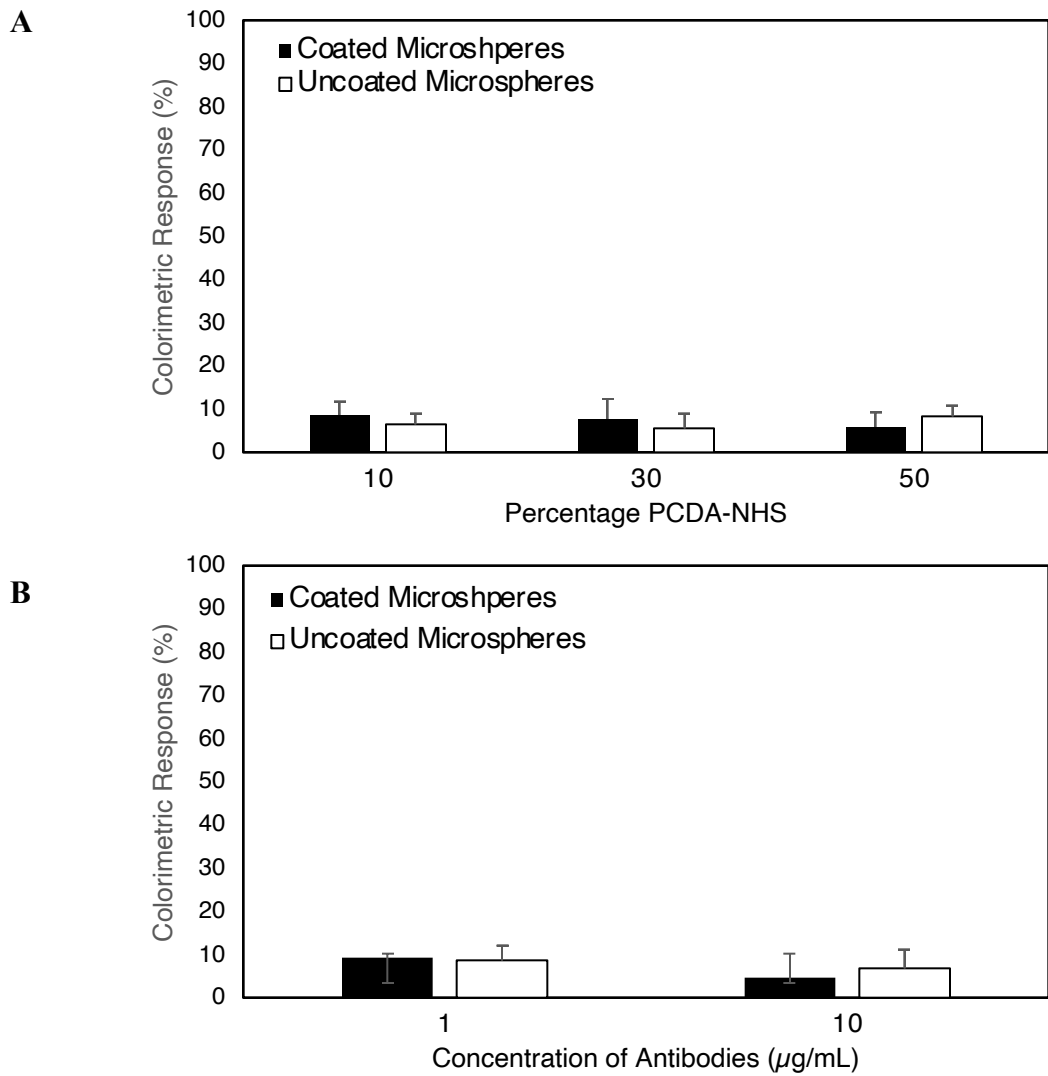 A
100
90
80
70
60
50
40
30
20
10
0
Colorimetric Response (%)
Coated Microshperes
Uncoated Microspheres
10 30 50
Percentage PCDA-NHS
B
100
90
80
70
60
50
40
30
20
10
0
Colorimetric Response (%)
Coated Microshperes
Uncoated Microspheres
1 10
Concentration of Antibodies (µg/mL)